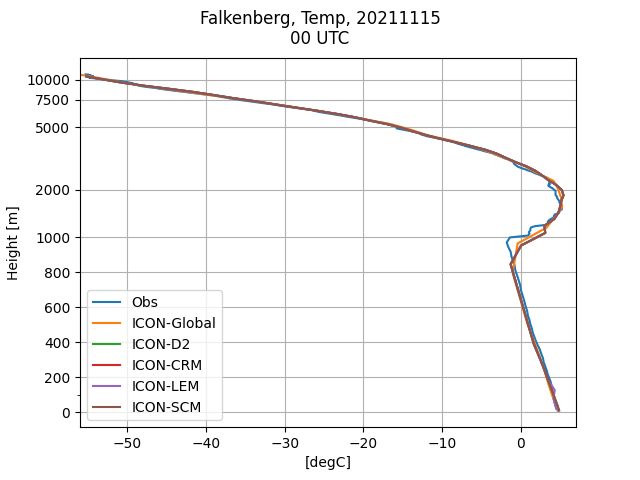 Falkenberg, Temp, 20211115
00 UTC
10000
7500
5000
2000
1000
800
600
400
200
0
Height [m]
Obs
ICON-Global
ICON-D2
ICON-CRM
ICON-LEM
ICON-SCM
−50 −40 −30 −20 −10 0
[degC]